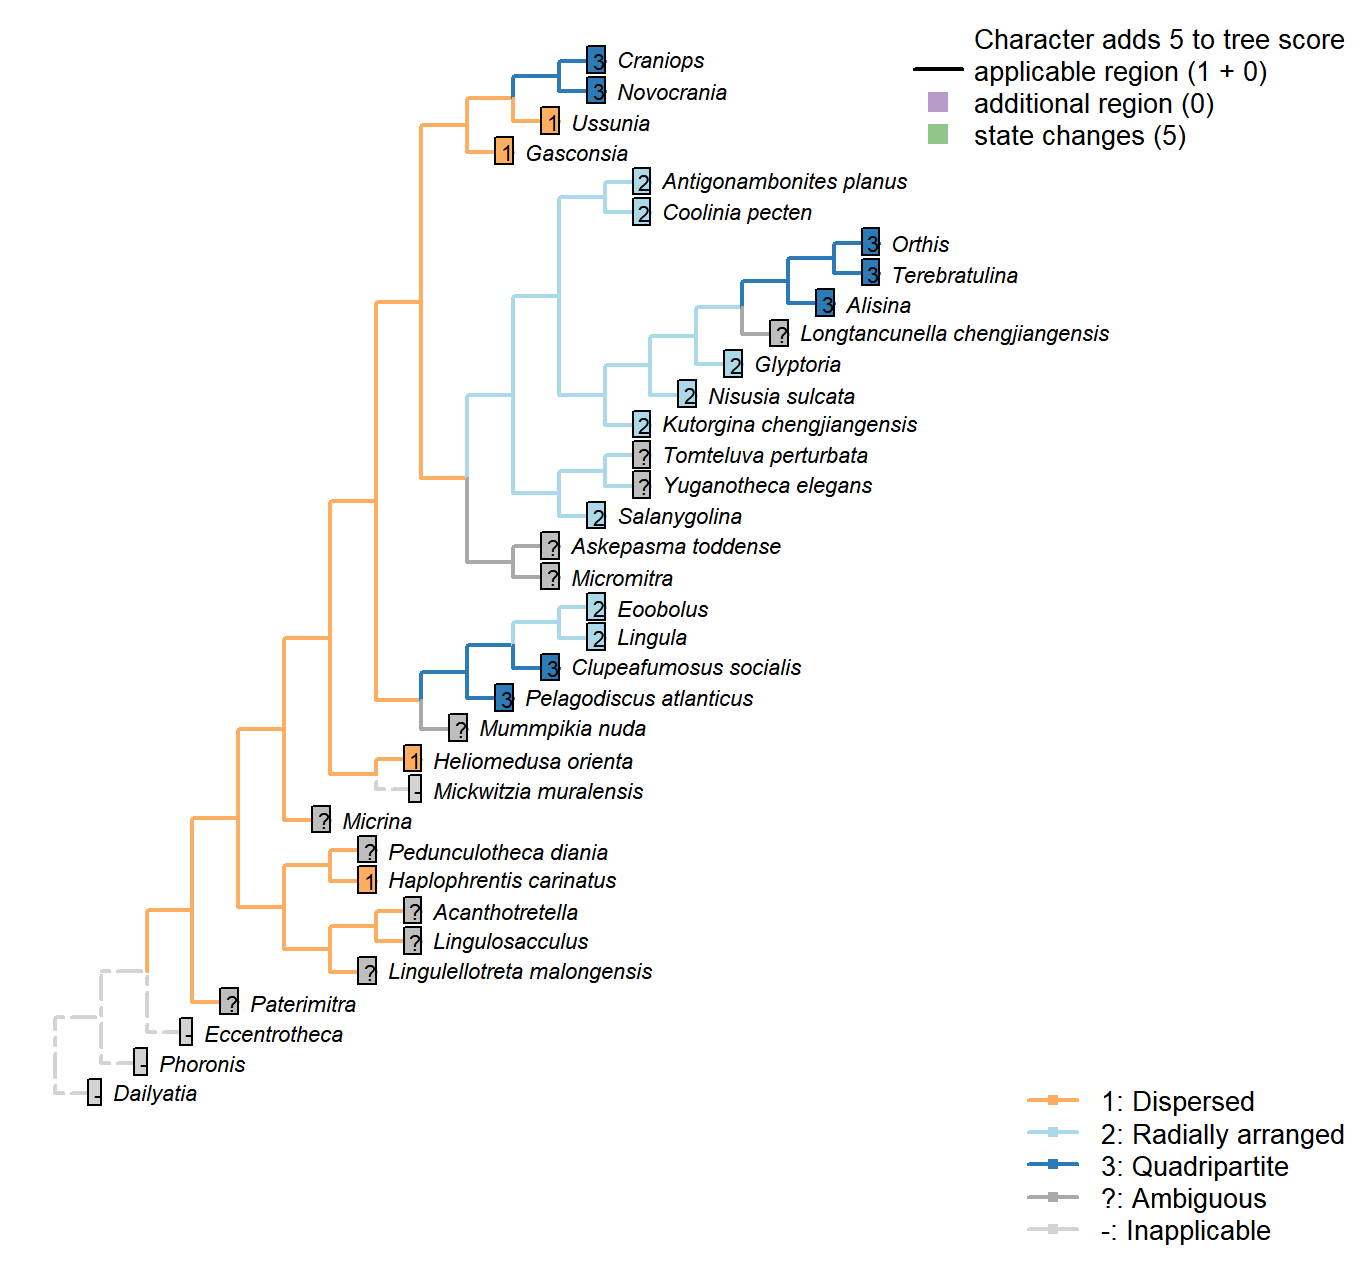 Character adds 5 to tree score
applicable region (1 + 0)
additional region (0)
state changes (5)
3 Craniops
3 Novocrania
1 Ussunia
1 Gasconsia
2 Antigonambonites planus
2 Coolinia pecten
3 Orthis
3 Terebratulina
3 Alisina
? Longtancunella chengjiangensis
2 Glyptoria
2 Nisusia sulcata
2 Kutorgina chengjiangensis
? Tomteluva perturbata
? Yuganotheca elegans
2 Salanygolina
? Askepasma toddense
? Micromitra
2 Eoobolus
2 Lingula
3 Clupeafumosus socialis
3 Pelagodiscus atlanticus
? Mummpikia nuda
1 Heliomedusa orienta
- Mickwitzia muralensis
? Micrina
? Pedunculotheca diania
1 Haplophrentis carinatus
? Acanthotretella
? Lingulosacculus
? Lingulellotreta malongensis
? Paterimitra
- Eccentrotheca
- Phoronis
- Dailyatia
1: Dispersed
2: Radially arranged
3: Quadripartite
?: Ambiguous
-: Inapplicable